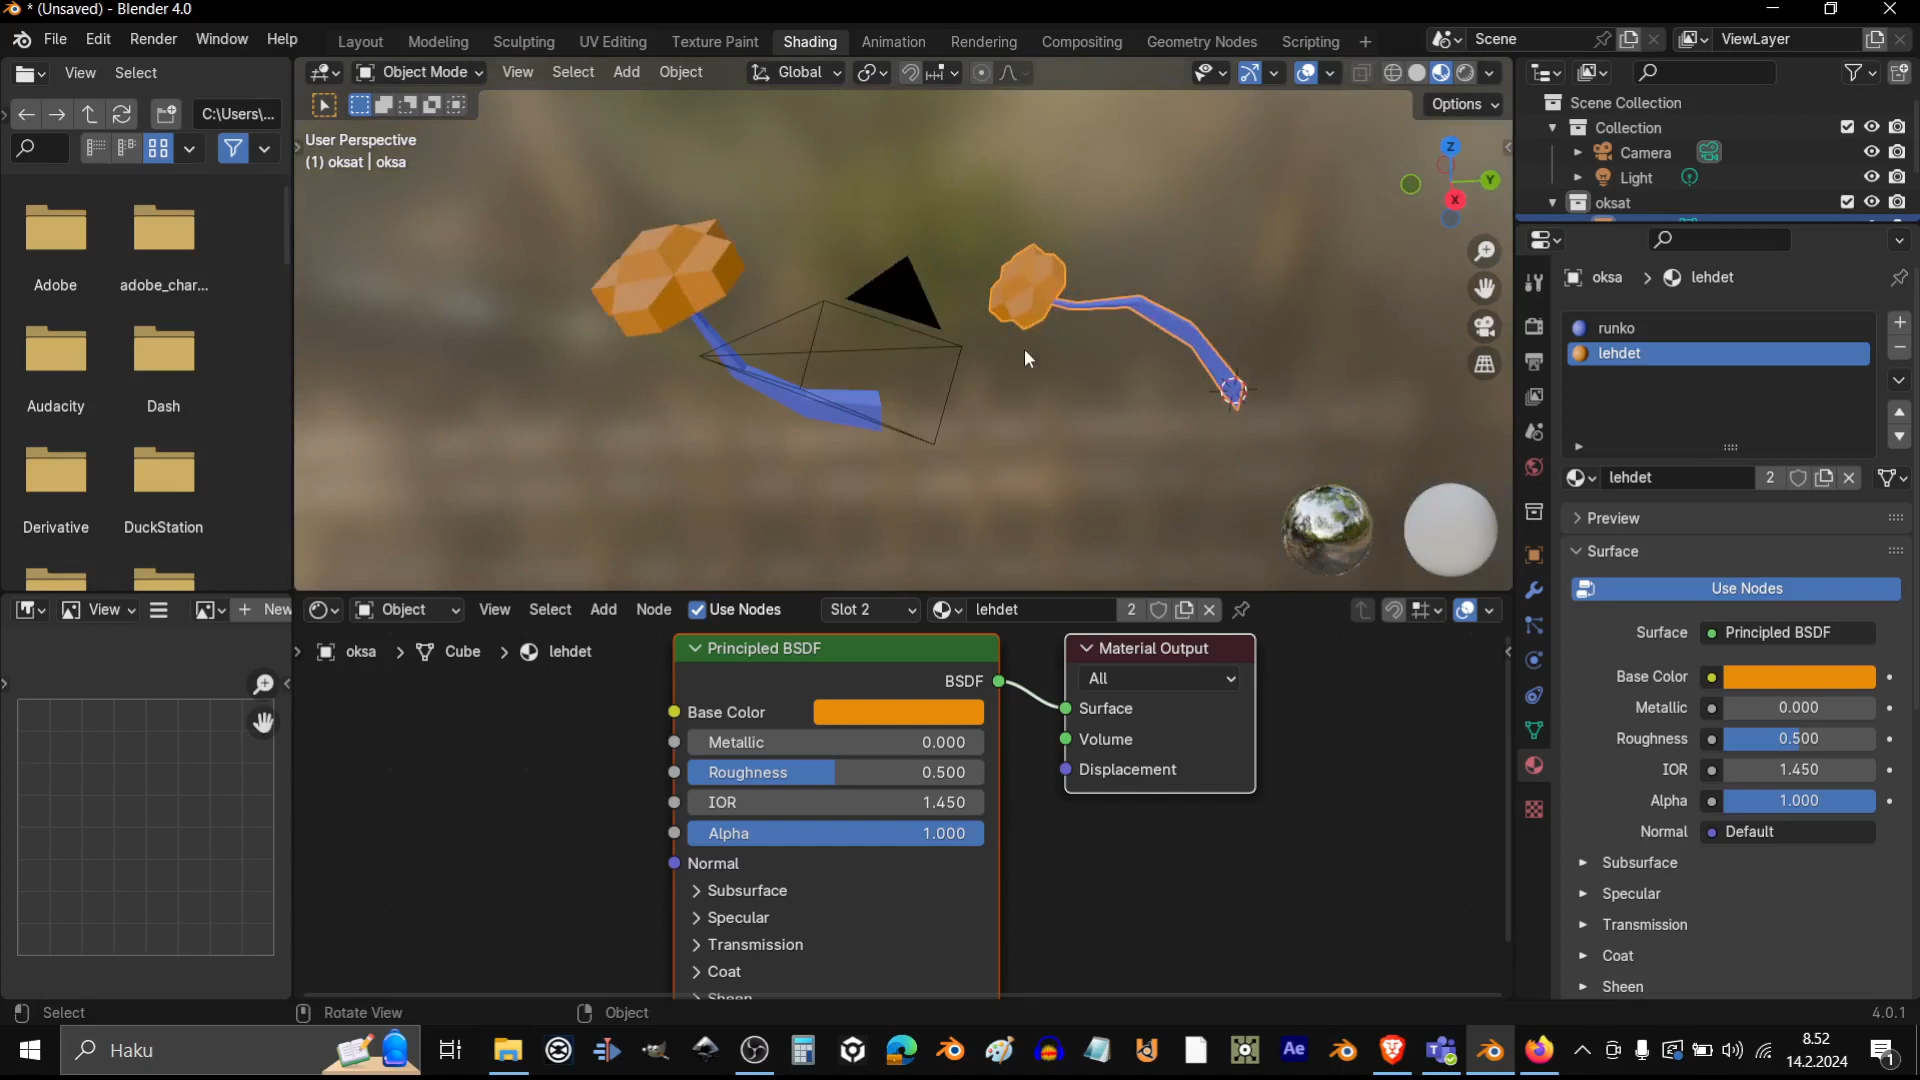 * (Unsaved) - Blender 4.0
File Edit Render Window Help
Layout Modeling Sculpting UV Editing Texture Paint Shading Animation Rendering Compositing Geometry Nodes Scripting +
Scene
ViewLayer
View Select
Object Mode View Select Add Object
Global
C:\Users\...
Options
User Perspective
(1) oksat | oksa
Z
Y
X
Scene Collection
Collection
Camera
Light
oksat
Adobe
adobe_char...
Audacity
Dash
Derivative
DuckStation
oksa > lehdet
runko
lehdet
lehdet 2
Preview
Surface
Use Nodes
Surface Principled BSDF
Base Color
Metallic 0.000
Roughness 0.500
IOR 1.450
Alpha 1.000
Normal Default
Subsurface
Specular
Transmission
Coat
Sheen
View
+ New
Object View Select Add Node Use Nodes Slot 2 lehdet 2
oksa > Cube > lehdet
Principled BSDF
BSDF
Base Color
Metallic 0.000
Roughness 0.500
IOR 1.450
Alpha 1.000
Normal
Subsurface
Specular
Transmission
Coat
Sheen
Material Output
All
Surface
Volume
Displacement
Select
Rotate View
Object
4.0.1
Haku
Ae
8.52
14.2.2024
1